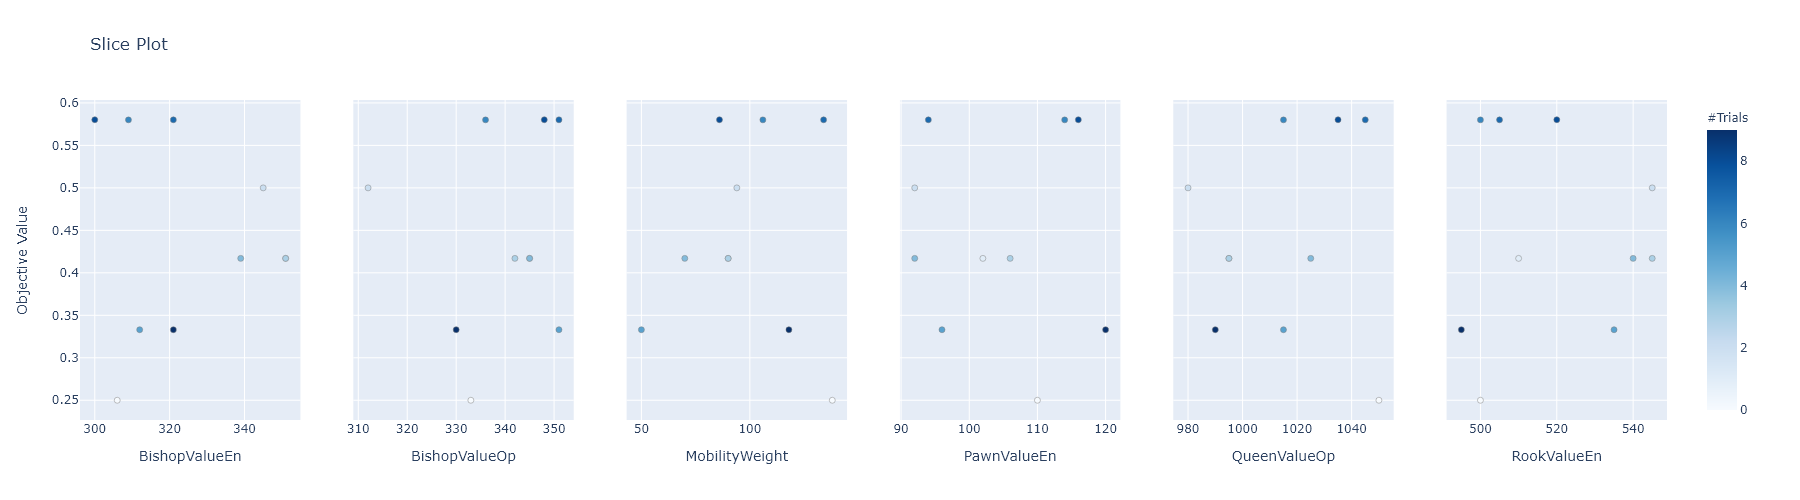 Slice Plot
Objective Value
0.6
0.55
0.5
0.45
0.4
0.35
0.3
0.25
300 320 340
BishopValueEn
310 320 330 340 350
BishopValueOp
50 100
MobilityWeight
90 100 110 120
PawnValueEn
980 1000 1020 1040
QueenValueOp
500 520 540
RookValueEn
#Trials
8
6
4
2
0